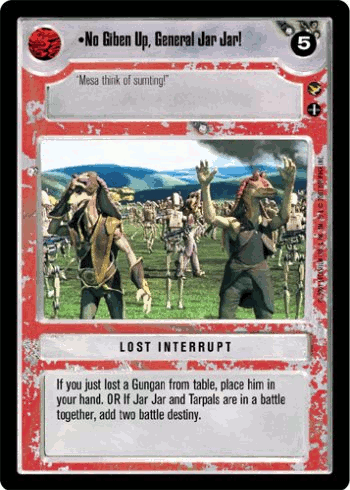 •No Giben Up, General Jar Jar!
5
"Mesa think of sumting!"
LOST INTERRUPT
If you just lost a Gungan from table, place him in
your hand. OR If Jar Jar and Tarpals are in a battle
together, add two battle destiny.